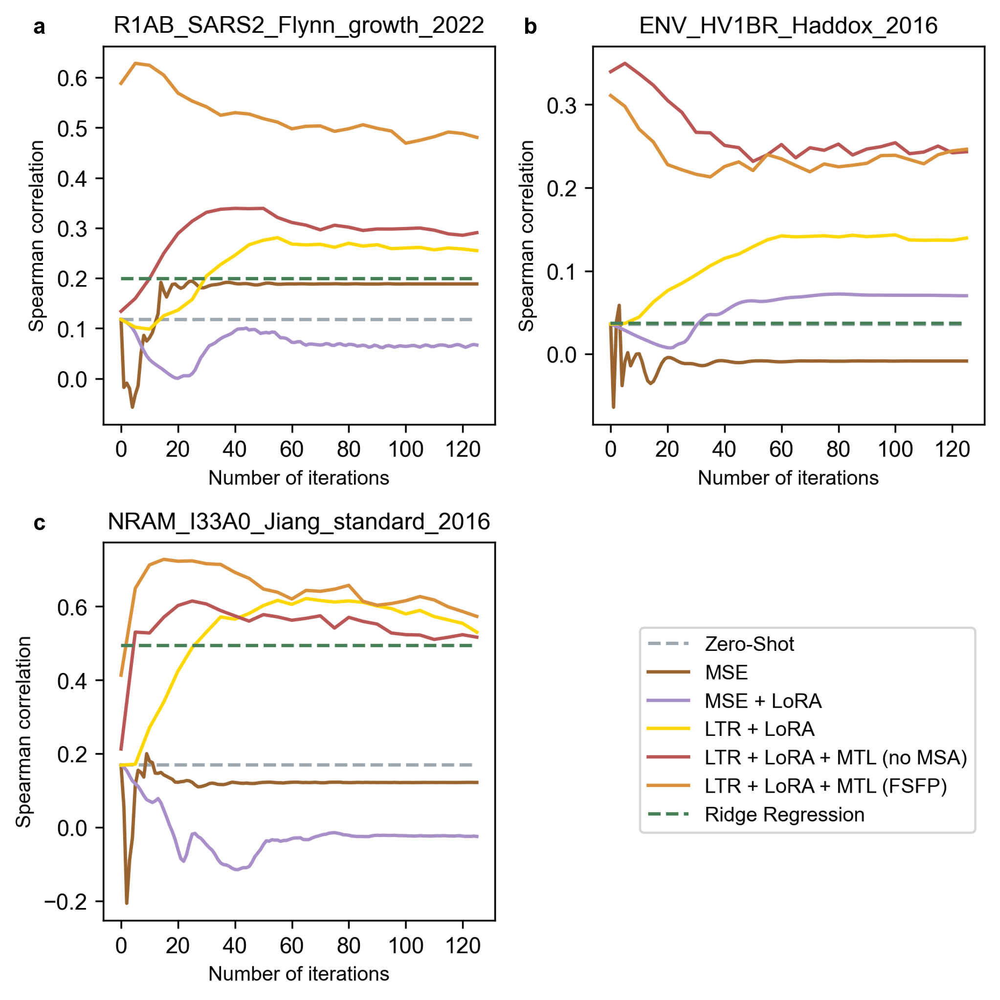 a
R1AB_SARS2_Flynn_growth_2022
0.6
0.5
0.4
0.3
0.2
0.1
0.0
Spearman correlation
0 20 40 60 80 100 120
Number of iterations
b
ENV_HV1BR_Haddox_2016
0.3
0.2
0.1
0.0
Spearman correlation
0 20 40 60 80 100 120
Number of iterations
c
NRAM_I33A0_Jiang_standard_2016
0.6
0.4
0.2
0.0
−0.2
Spearman correlation
0 20 40 60 80 100 120
Number of iterations
Zero-Shot
MSE
MSE + LoRA
LTR + LoRA
LTR + LoRA + MTL (no MSA)
LTR + LoRA + MTL (FSFP)
Ridge Regression